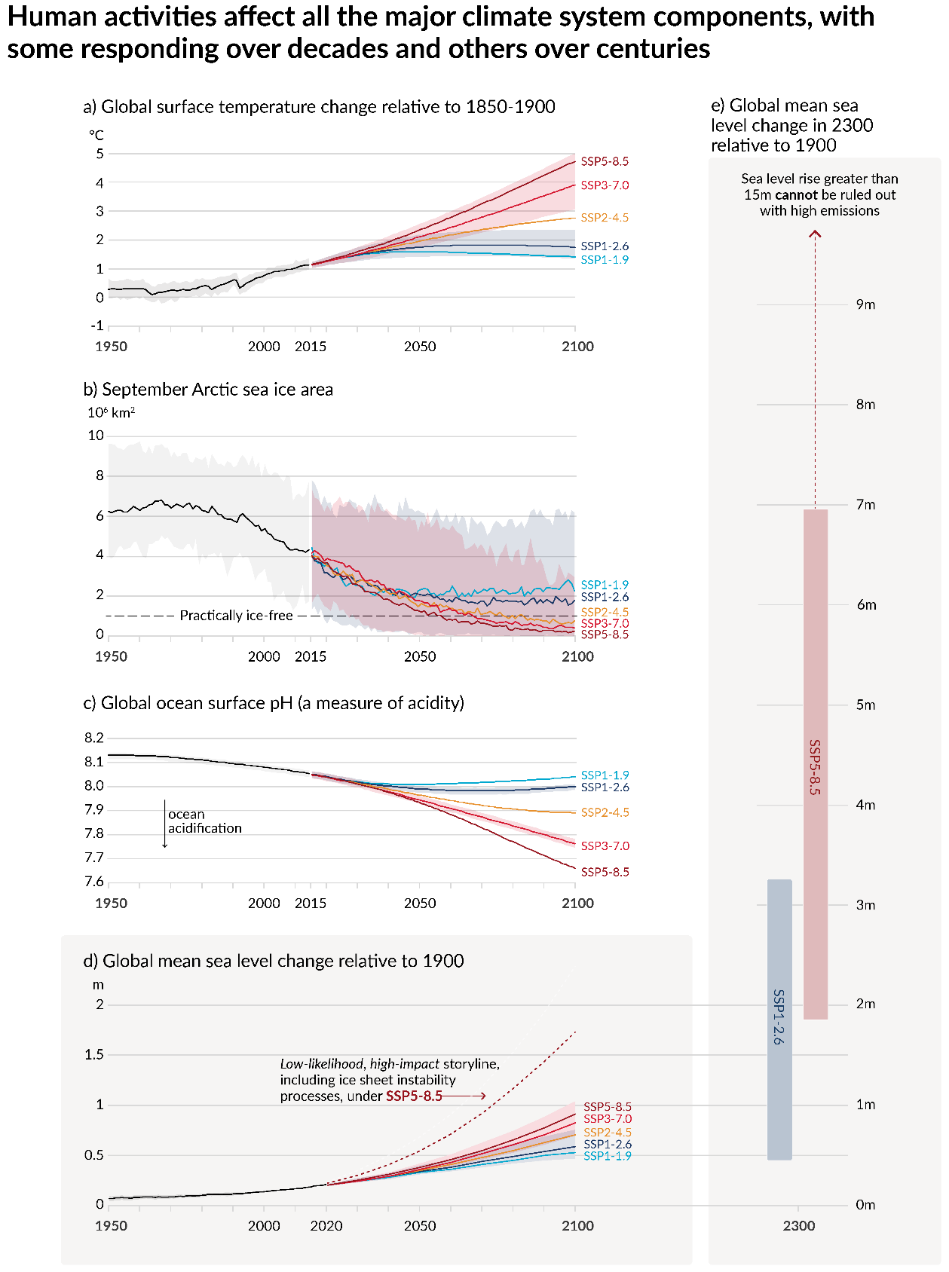 Human activities affect all the major climate system components, with
some responding over decades and others over centuries
a) Global surface temperature change relative to 1850-1900
°C
5
4
3
2
1
0
-1
SSP5-8.5
SSP3-7.0
SSP2-4.5
SSP1-2.6
SSP1-1.9
1950 2000 2015 2050 2100
b) September Arctic sea ice area
10⁶ km²
10
8
6
4
2
0
Practically ice-free
SSP1-1.9
SSP1-2.6
SSP2-4.5
SSP3-7.0
SSP5-8.5
1950 2000 2015 2050 2100
c) Global ocean surface pH (a measure of acidity)
8.2
8.1
8.0
7.9
7.8
7.7
7.6
ocean
acidification
SSP1-1.9
SSP1-2.6
SSP2-4.5
SSP3-7.0
SSP5-8.5
1950 2000 2015 2050 2100
d) Global mean sea level change relative to 1900
m
2
1.5
1
0.5
0
Low-likelihood, high-impact storyline,
including ice sheet instability
processes, under SSP5-8.5
SSP5-8.5
SSP3-7.0
SSP2-4.5
SSP1-2.6
SSP1-1.9
1950 2000 2020 2050 2100
e) Global mean sea
level change in 2300
relative to 1900
Sea level rise greater than
15m cannot be ruled out
with high emissions
9m
8m
7m
6m
5m
4m
3m
2m
1m
0m
SSP5-8.5
SSP1-2.6
2300